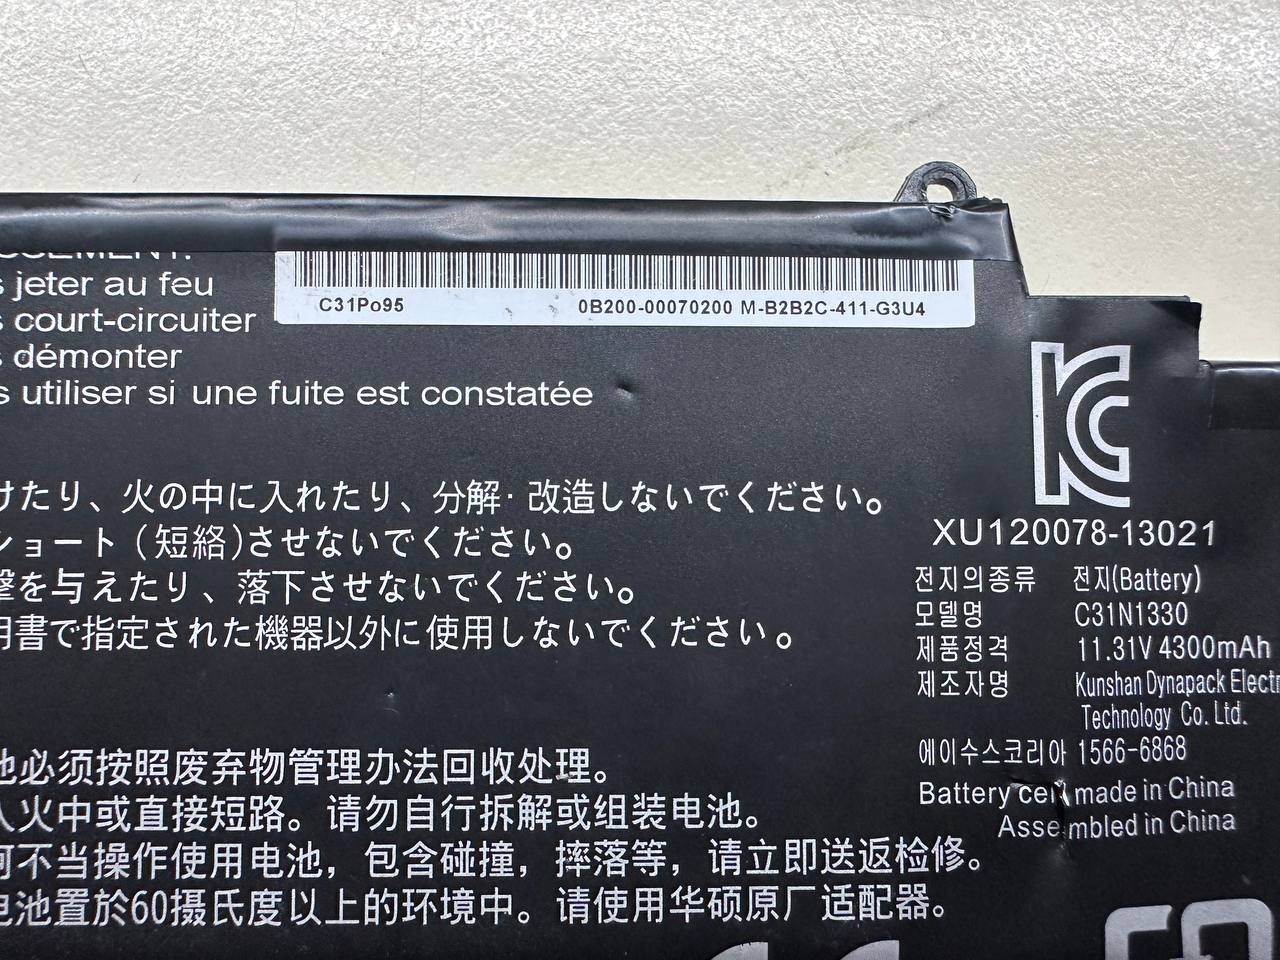 C31Po95 0B200-00070200 M-B2B2C-411-G3U4
jeter au feu
court-circuiter
démonter
utiliser si une fuite est constatée
けたり、火の中に入れたり、分解·改造しないでください。
ショート(短絡)させないでください。
撃を与えたり、落下させないでください。
明書で指定された機器以外に使用しないでください。
XU120078-13021
전지의종류 전지(Battery)
모델명 C31N1330
제품정격 11.31V 4300mAh
제조자명 Kunshan Dynapack
Technology Co. Ltd.
에이수스코리아 1566-6868
Battery cell made in China
Assembled in China
池必须按照废弃物管理办法回收处理。
入火中或直接短路。请勿自行拆解或组装电池。
何不当操作使用电池，包含碰撞，摔落等，请立即送返检修。
电池置於60摄氏度以上的环境中。请使用华硕原厂适配器。